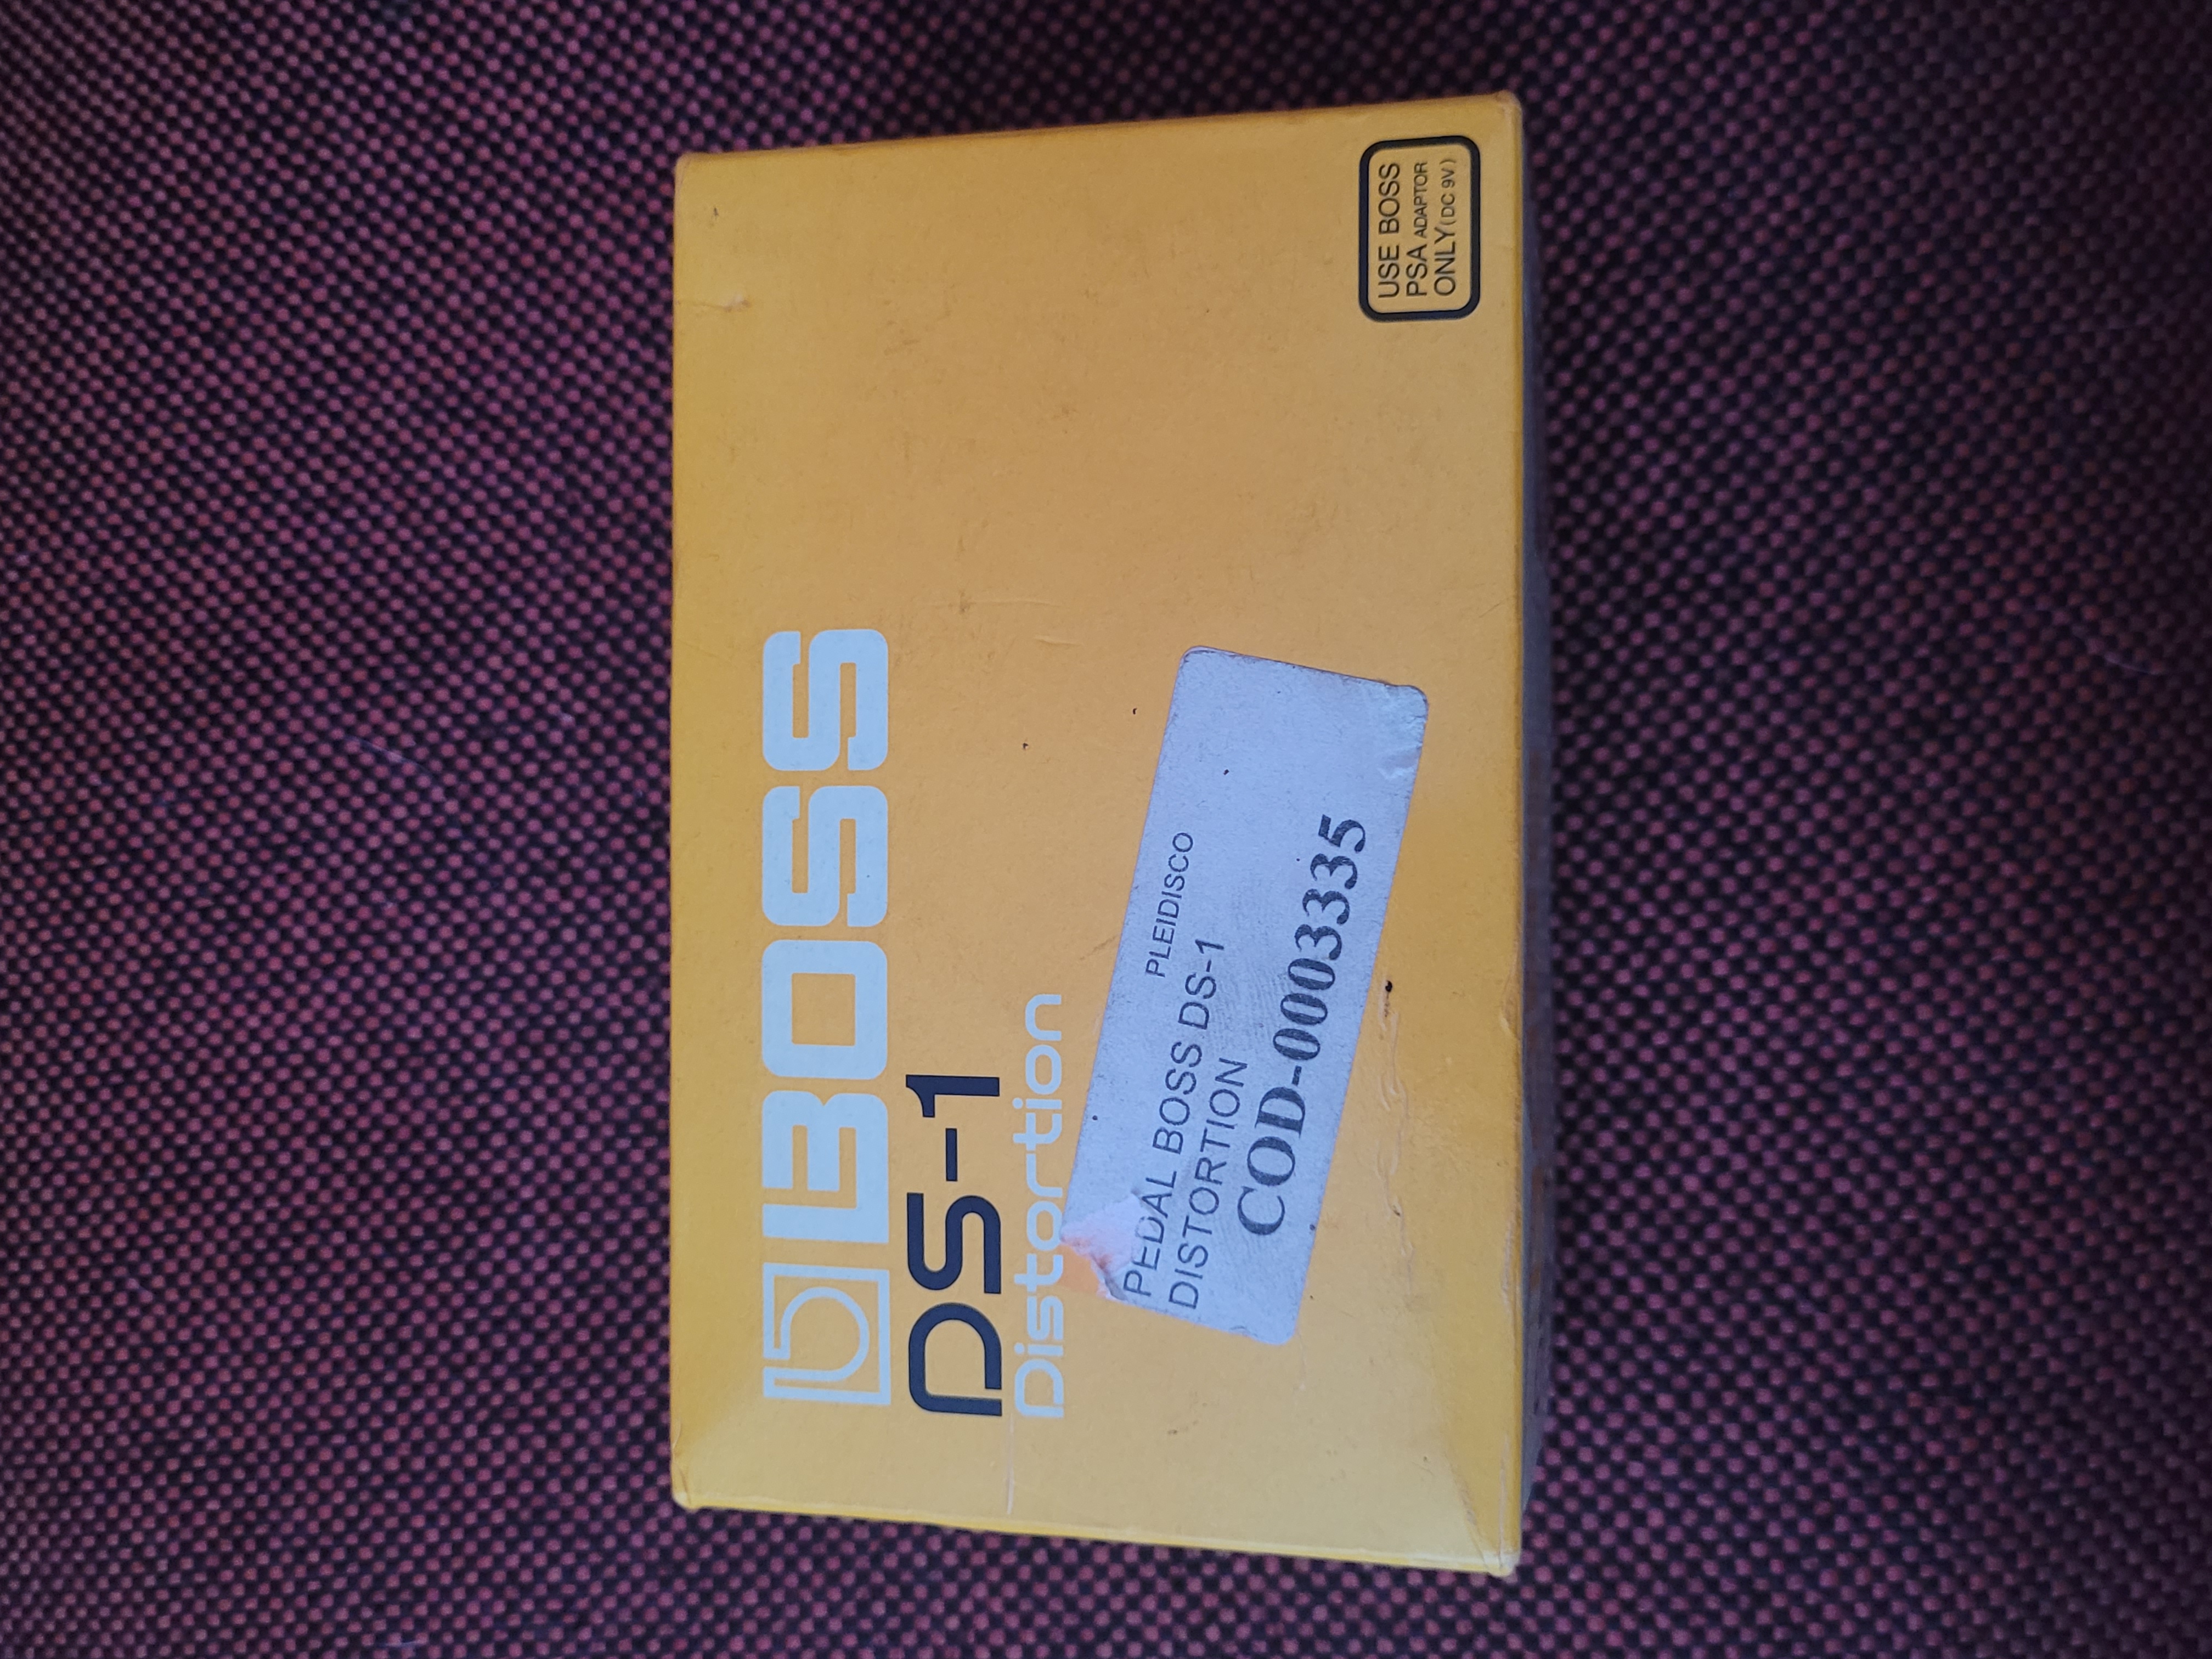 BOSS
DS-1
Distortion
PLEIDISCO
PEDAL BOSS DS-1
DISTORTION
COD-0003335
USE BOSS
PSA ADAPTOR
ONLY(DC 9V)